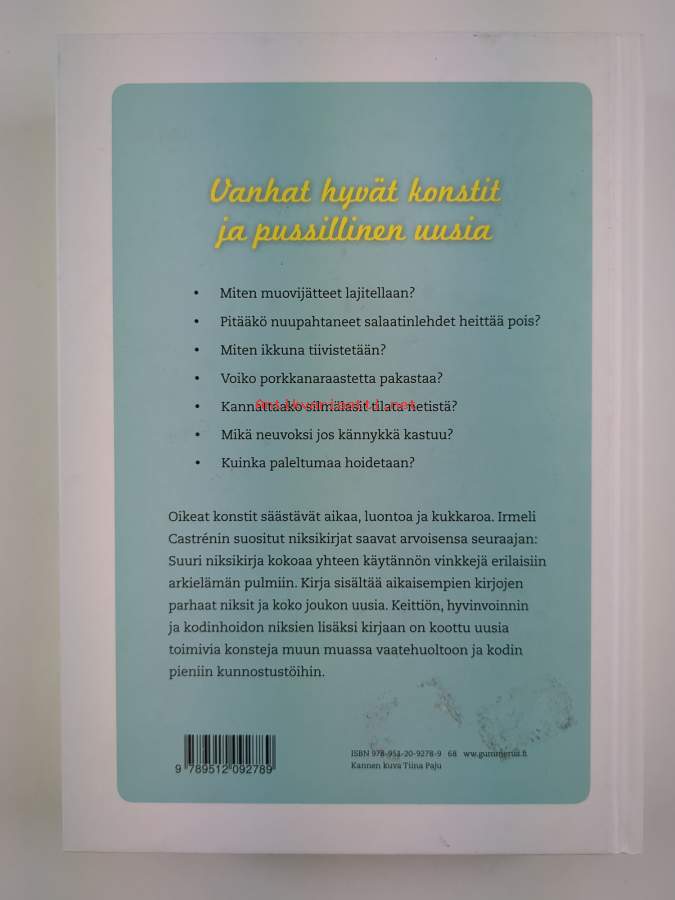 Vanhat hyvät konstit
ja pussillinen uusia
• Miten muovijätteet lajitellaan?
• Pitääkö nuupahtaneet salaatinlehdet heittää pois?
• Miten ikkuna tiivistetään?
• Voiko porkkanaraastetta pakastaa?
• Kannattaako silmälasit tilata netistä?
Antikvariaatti.net
• Mikä neuvoksi jos kännykkä kastuu?
• Kuinka paleltumaa hoidetaan?
Oikeat konstit säästävät aikaa, luontoa ja kukkaroa. Irmeli
Castrénin suositut niksikirjat saavat arvoisensa seuraajan:
Suuri niksikirja kokoaa yhteen käytännön vinkkejä erilaisiin
arkielämän pulmiin. Kirja sisältää aikaisempien kirjojen
parhaat niksit ja koko joukon uusia. Keittiön, hyvinvoinnin
ja kodinhoidon niksien lisäksi kirjaan on koottu uusia
toimivia konsteja muun muassa vaatehuoltoon ja kodin
pieniin kunnostustöihin.
ISBN 978-951-20-9278-9 68 www.gummerus.fi
Kannen kuva Tiina Paju
9 789512 092789